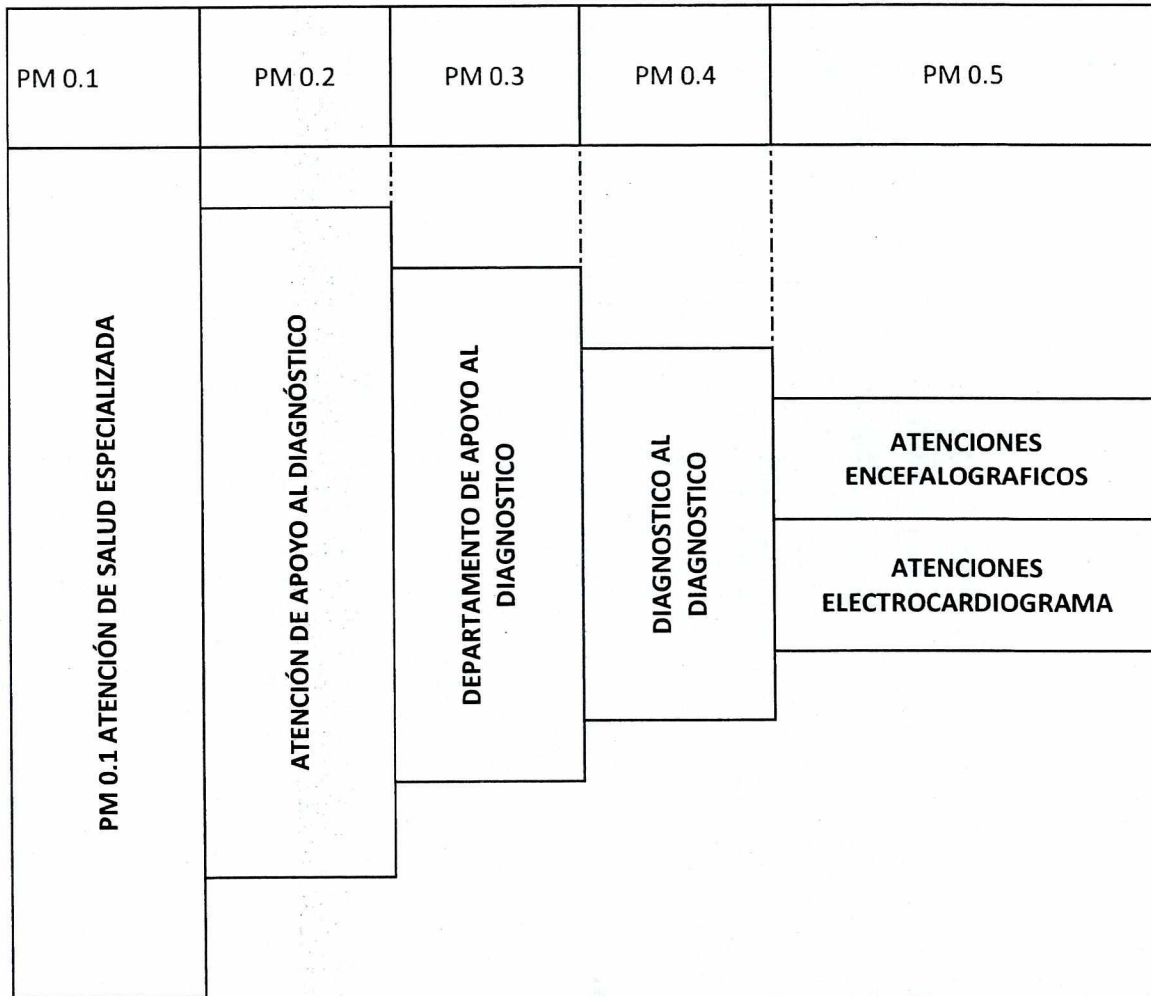 PM 0.1
PM 0.2
PM 0.3
PM 0.4
PM 0.5
PM 0.1 ATENCIÓN DE SALUD ESPECIALIZADA
ATENCIÓN DE APOYO AL DIAGNÓSTICO
DEPARTAMENTO DE APOYO AL
DIAGNOSTICO
DIAGNOSTICO AL
DIAGNOSTICO
ATENCIONES
ENCEFALOGRAFICOS
ATENCIONES
ELECTROCARDIOGRAMA